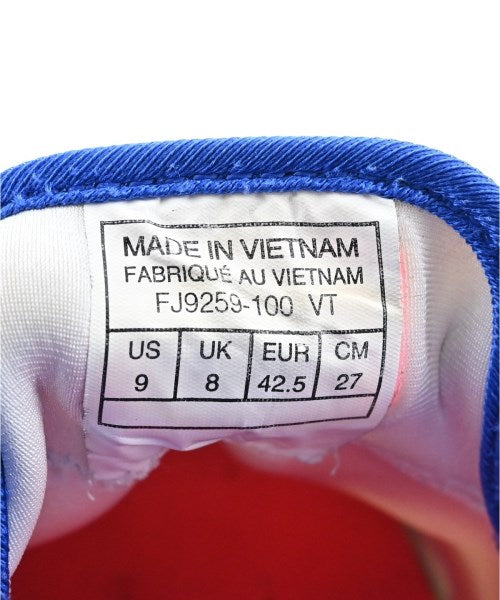 MADE IN VIETNAM
FABRIQUÉ AU VIETNAM
FJ9259-100 VT
US UK EUR CM
9 8 42.5 27